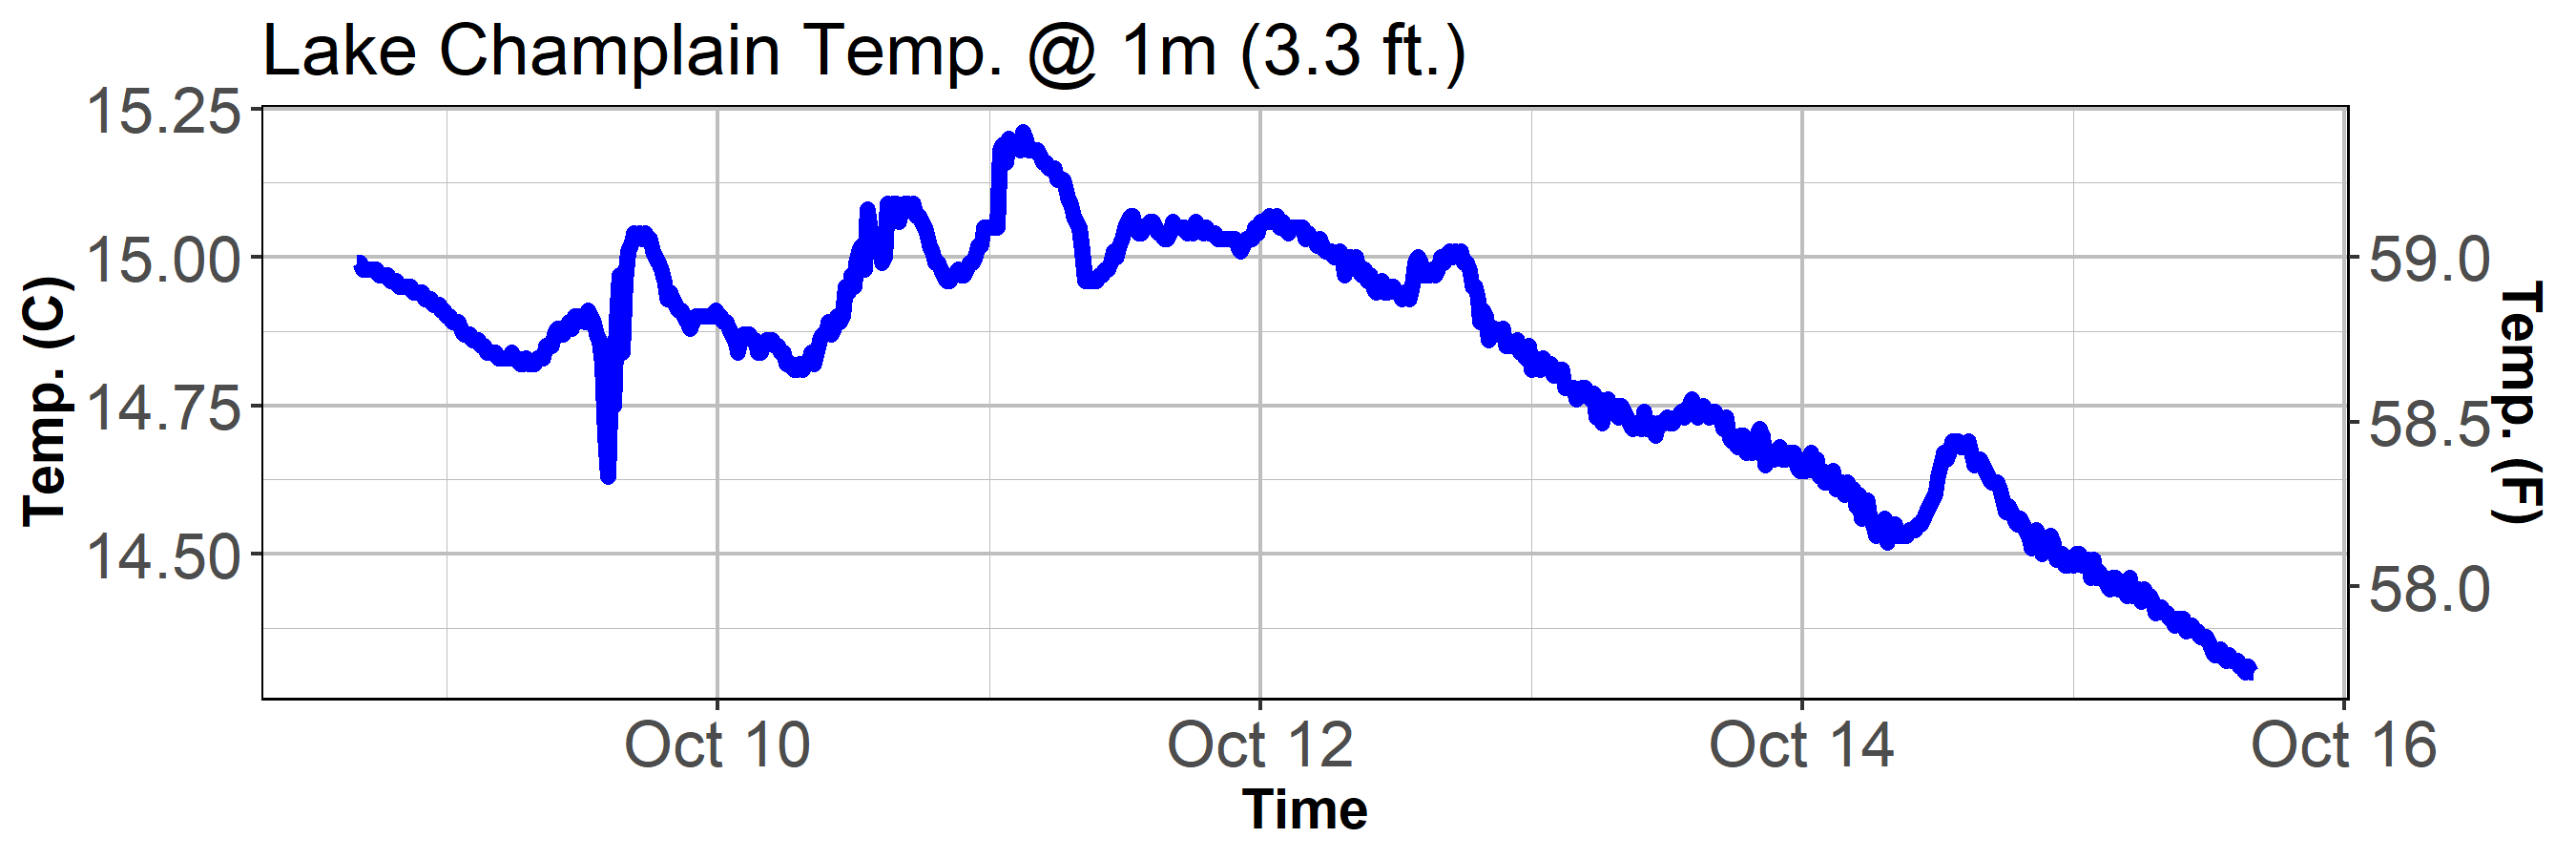 Lake Champlain Temp. @ 1m (3.3 ft.)
15.25
15.00
14.75
14.50
Temp. (C)
59.0
58.5
58.0
Temp. (F)
Oct 10
Oct 12
Oct 14
Oct 16
Time